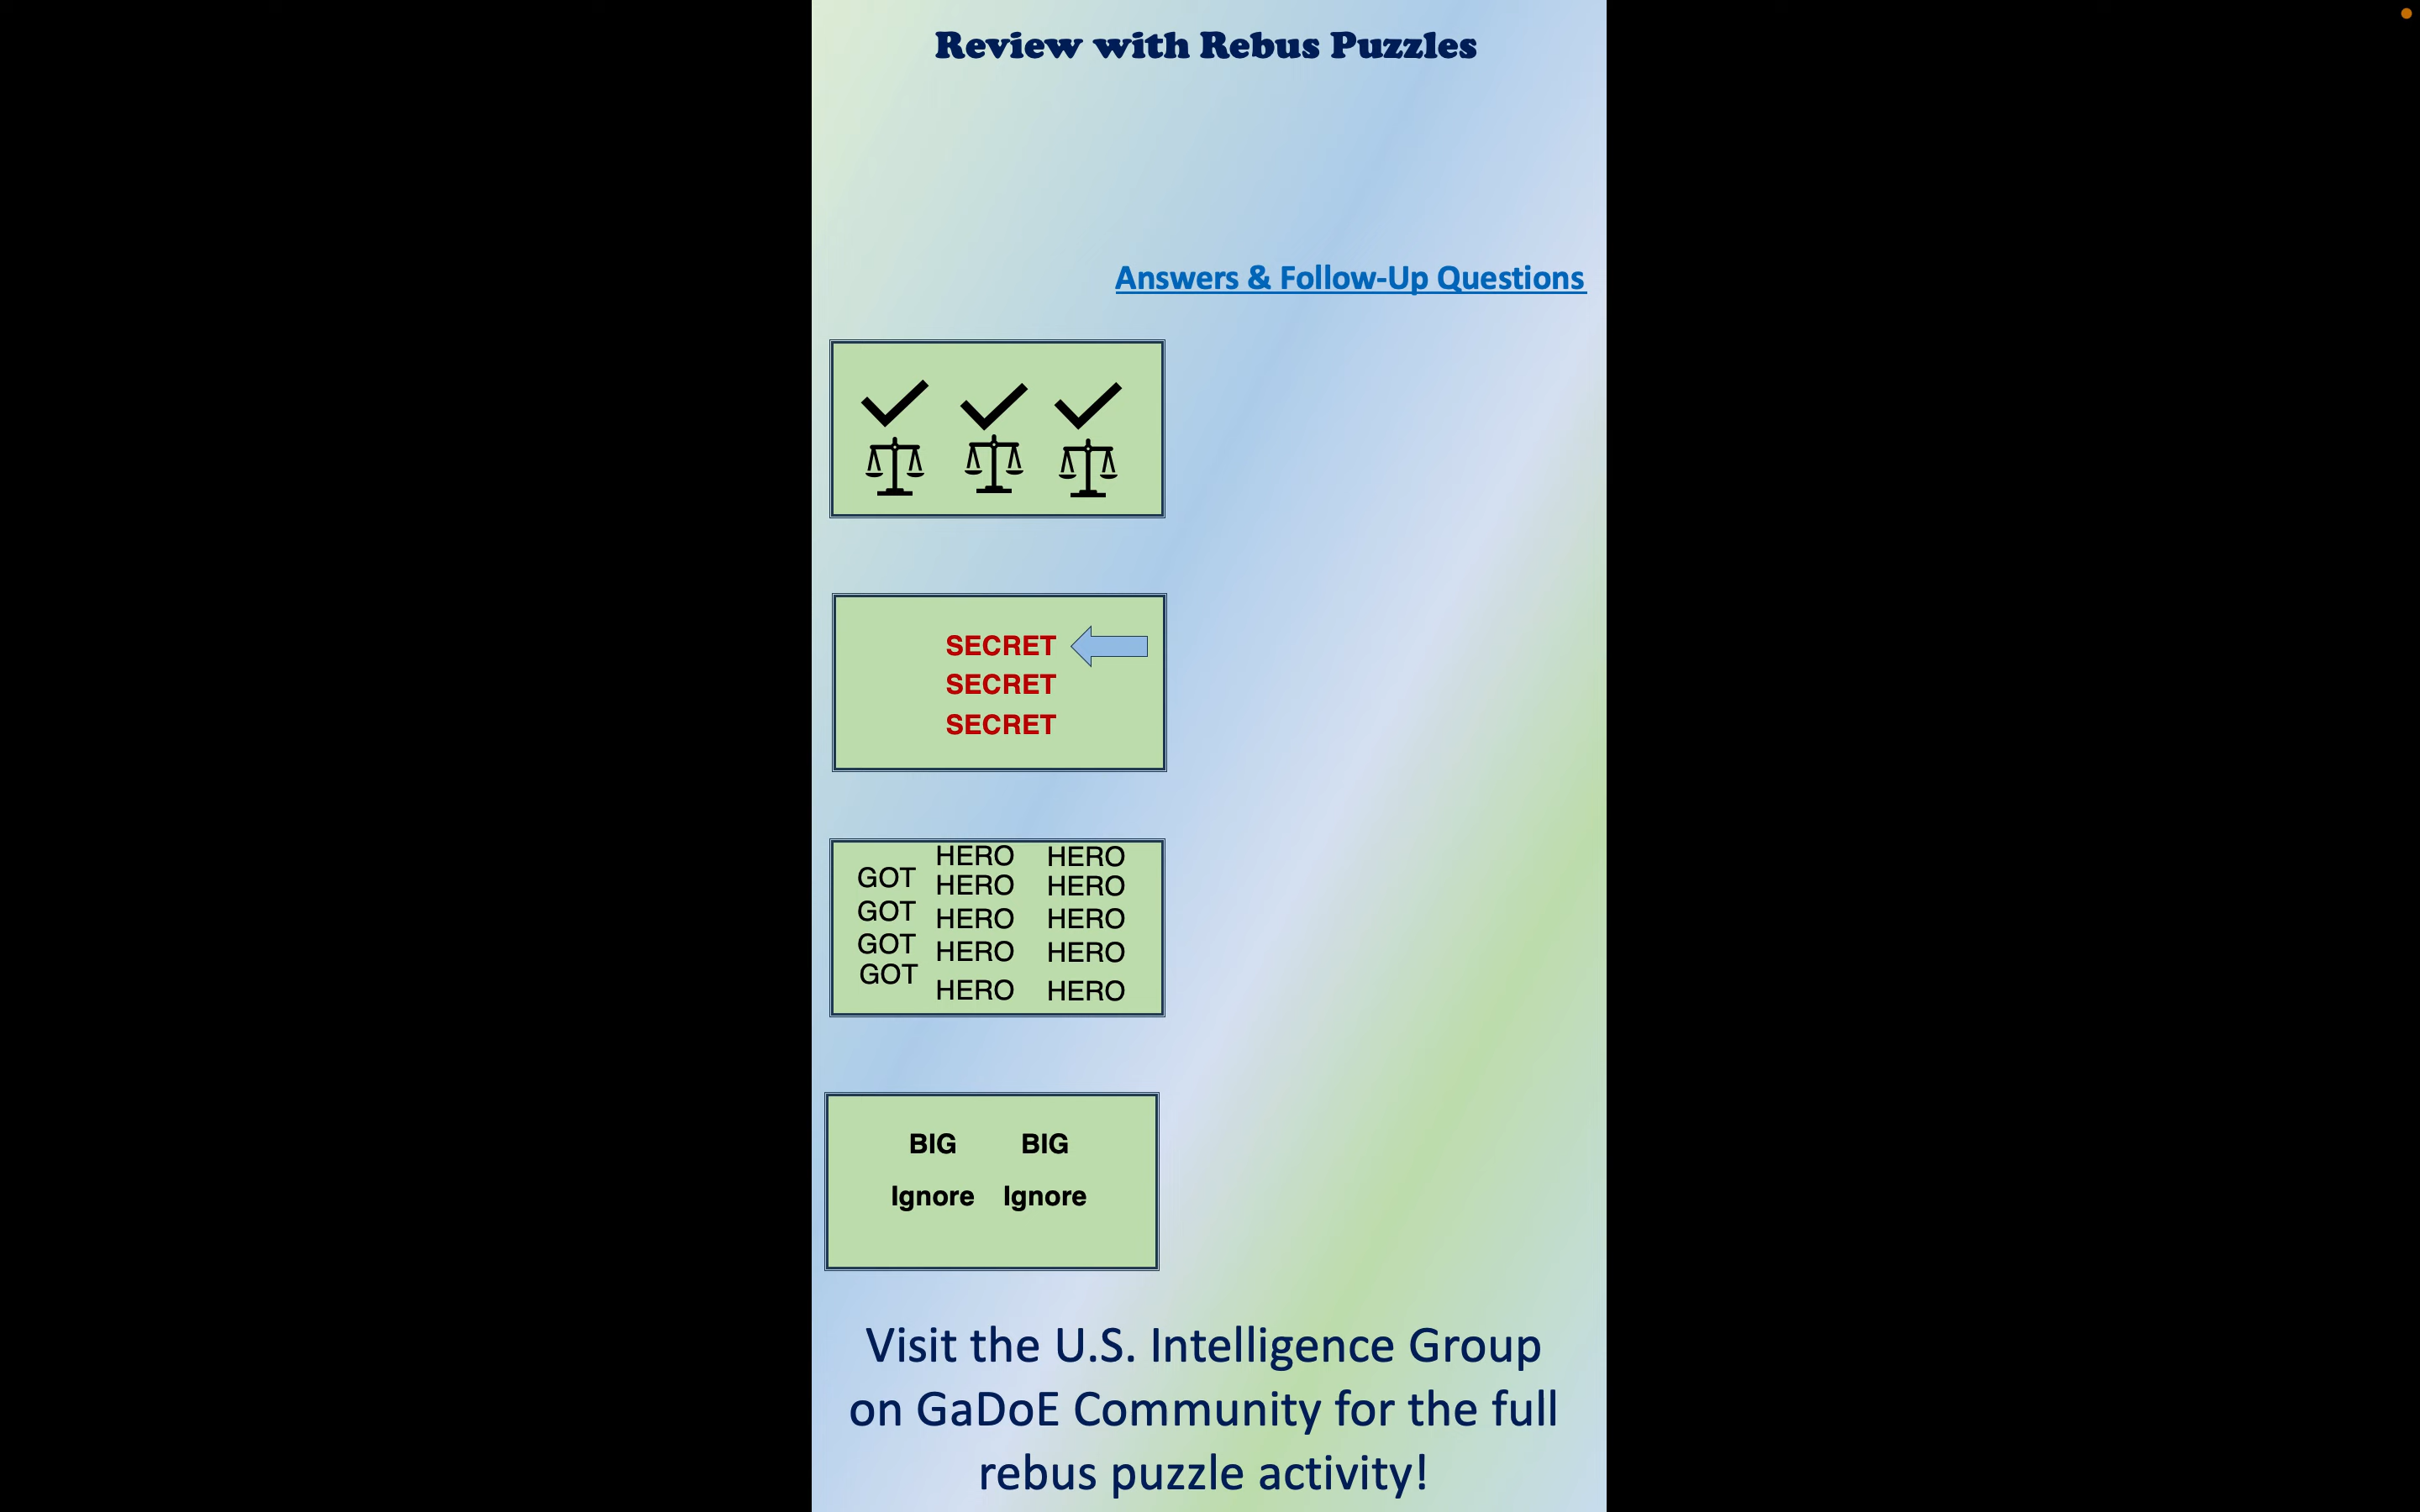 Review with Rebus Puzzles
Answers & Follow-Up Questions
SECRET
SECRET
SECRET
HERO HERO
GOT
HERO HERO
GOT
HERO HERO
GOT
HERO HERO
GOT
HERO HERO
BIG BIG
Ignore Ignore
Visit the U.S. Intelligence Group
on GaDoE Community for the full
rebus puzzle activity!